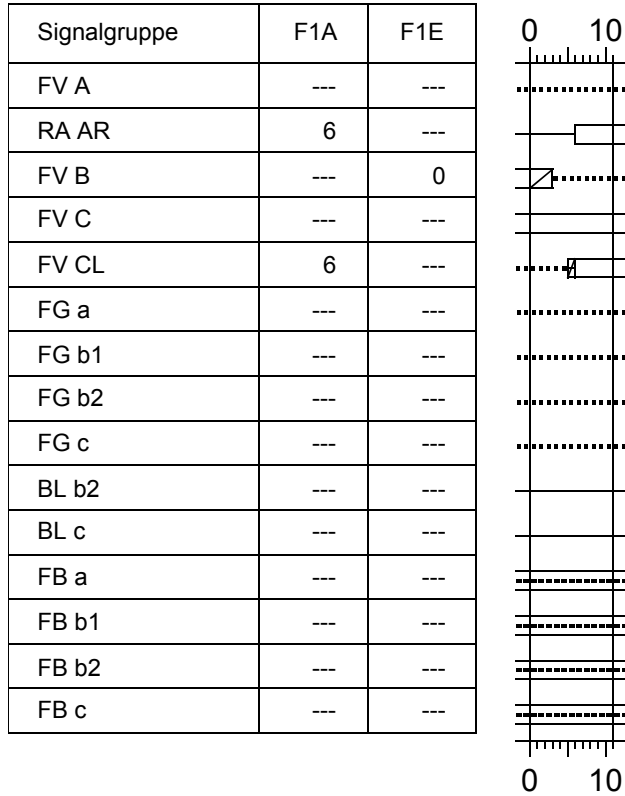 Signalgruppe F1A F1E 0 10
FV A --- ---
RA AR 6 ---
FV B --- 0
FV C --- ---
FV CL 6 ---
FG a --- ---
FG b1 --- ---
FG b2 --- ---
FG c --- ---
BL b2 --- ---
BL c --- ---
FB a --- ---
FB b1 --- ---
FB b2 --- ---
FB c --- ---
0 10